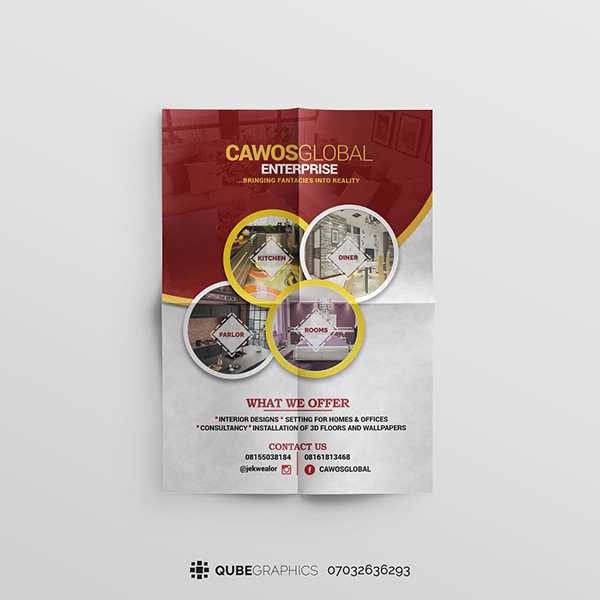 CAWOSGLOBAL
ENTERPRISE
...BRINGING FANTACIES INTO REALITY
KITCHEN
DINER
PARLOR
ROOMS
WHAT WE OFFER
*INTERIOR DESIGNS * SETTING FOR HOMES & OFFICES
*CONSULTANCY* INSTALLATION OF 3D FLOORS AND WALLPAPERS
CONTACT US
08155038184 08161813468
@jekwealor CAWOSGLOBAL
QUBEGRAPHICS 07032636293